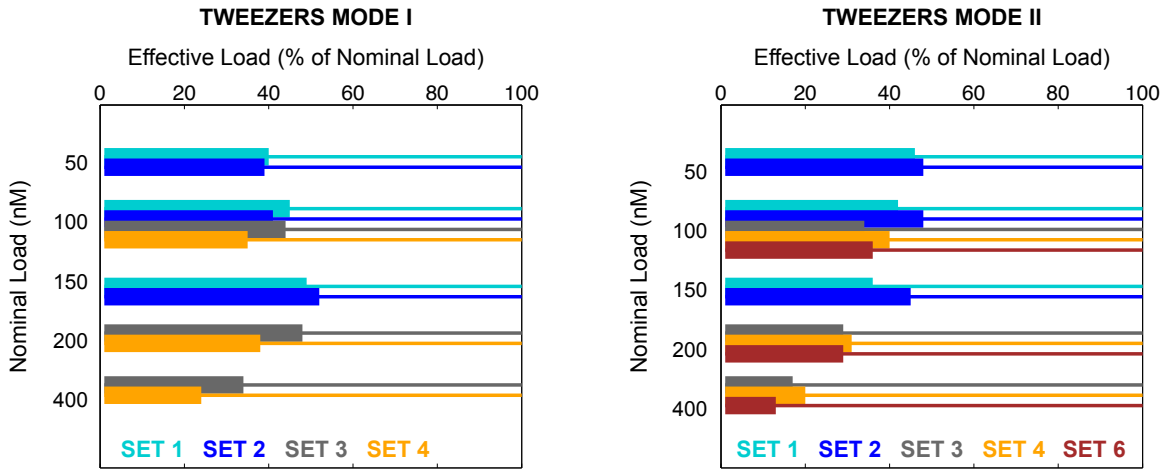 TWEEZERS MODE I
Effective Load (% of Nominal Load)
0 20 40 60 80 100
Nominal Load (nM)
50
100
150
200
400
SET 1 SET 2 SET 3 SET 4
TWEEZERS MODE II
Effective Load (% of Nominal Load)
0 20 40 60 80 100
Nominal Load (nM)
50
100
150
200
400
SET 1 SET 2 SET 3 SET 4 SET 6